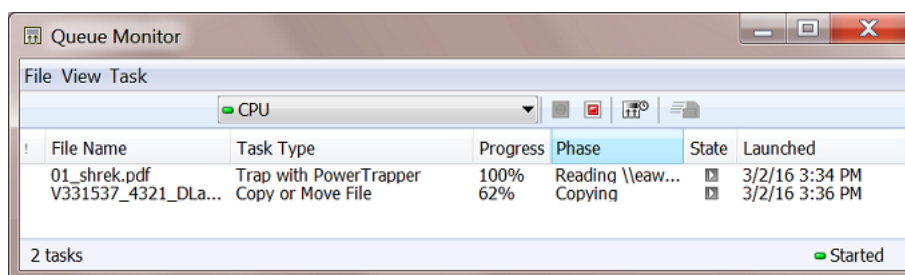 Queue Monitor
File View Task
CPU
! File Name Task Type Progress Phase State Launched
01_shrek.pdf Trap with PowerTrapper 100% Reading \\eaw... 3/2/16 3:34 PM
V331537_4321_DLa... Copy or Move File 62% Copying 3/2/16 3:36 PM
2 tasks Started